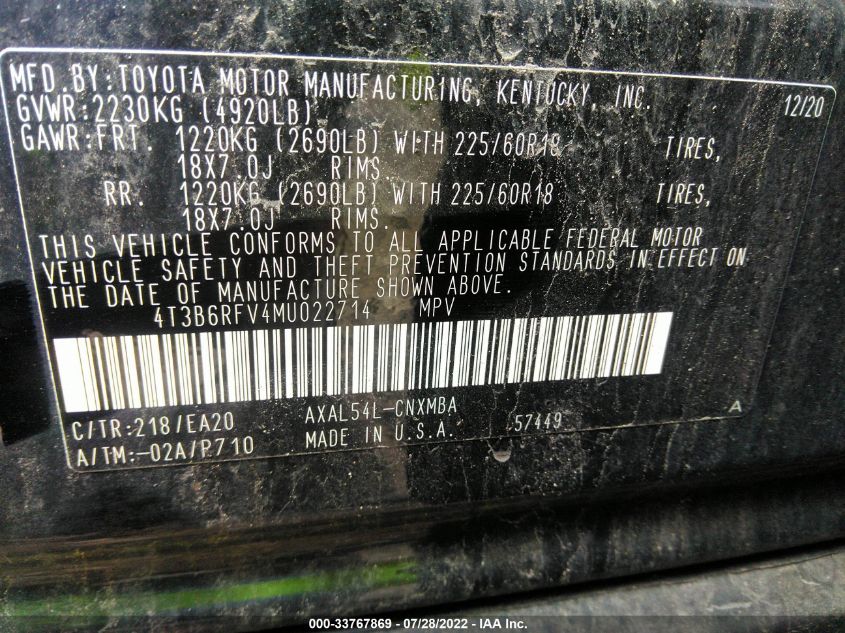 MFD.BY:TOYOTA MOTOR MANUFACTURING, KENTUCKY, INC. 12/20
GVWR:2230KG (4920LB)
GAWR:FRT. 1220KG (2690LB) WITH 225/60R18 TIRES,
18X7.0J RIMS.
RR. 1220KG (2690LB) WITH 225/60R18 TIRES,
18X7.0J RIMS.
THIS VEHICLE CONFORMS TO ALL APPLICABLE FEDERAL MOTOR
VEHICLE SAFETY AND THEFT PREVENTION STANDARDS IN EFFECT ON
THE DATE OF MANUFACTURE SHOWN ABOVE.
4T3B6RFV4MU022714 MPV
C/TR:218/EA20 AXAL54L-CNXMBA A
A/TM:-02A/P710 MADE IN U.S.A. 57449
000-33767869 / 07/28/2022 - IAA Inc.